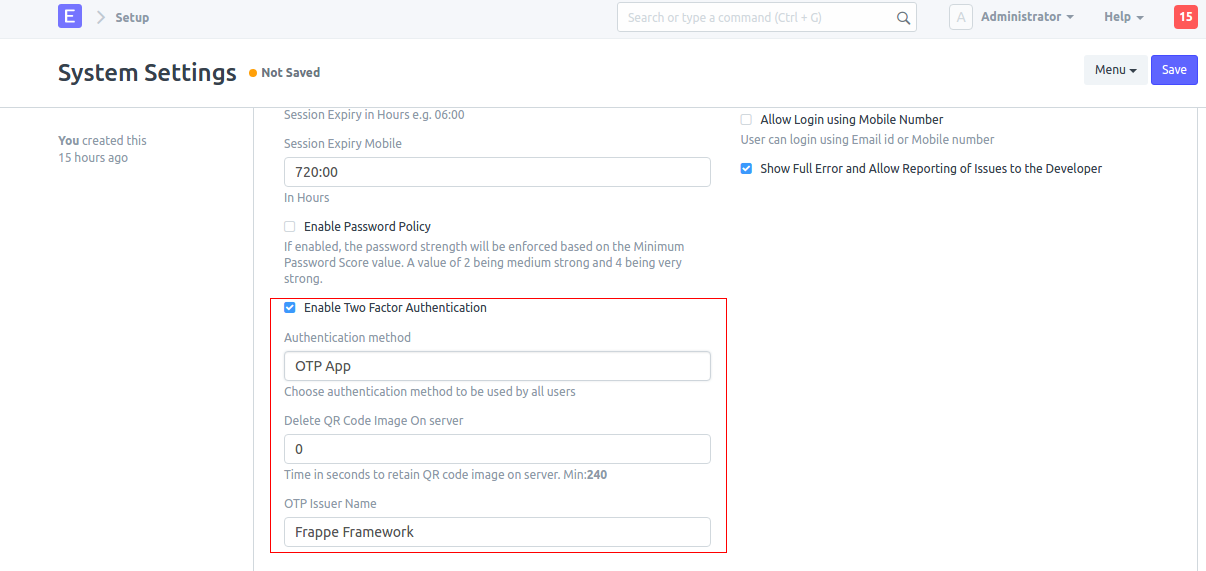 E
Setup
Search or type a command (Ctrl + G)
A
Administrator
Help
15
System Settings
Not Saved
Menu
Save
You created this
15 hours ago
Session Expiry in Hours e.g. 06:00
Session Expiry Mobile
720:00
In Hours
Enable Password Policy
If enabled, the password strength will be enforced based on the Minimum
Password Score value. A value of 2 being medium strong and 4 being very
strong.
Enable Two Factor Authentication
Authentication method
OTP App
Choose authentication method to be used by all users
Delete QR Code Image On server
0
Time in seconds to retain QR code image on server. Min:240
OTP Issuer Name
Frappe Framework
Allow Login using Mobile Number
User can login using Email id or Mobile number
Show Full Error and Allow Reporting of Issues to the Developer